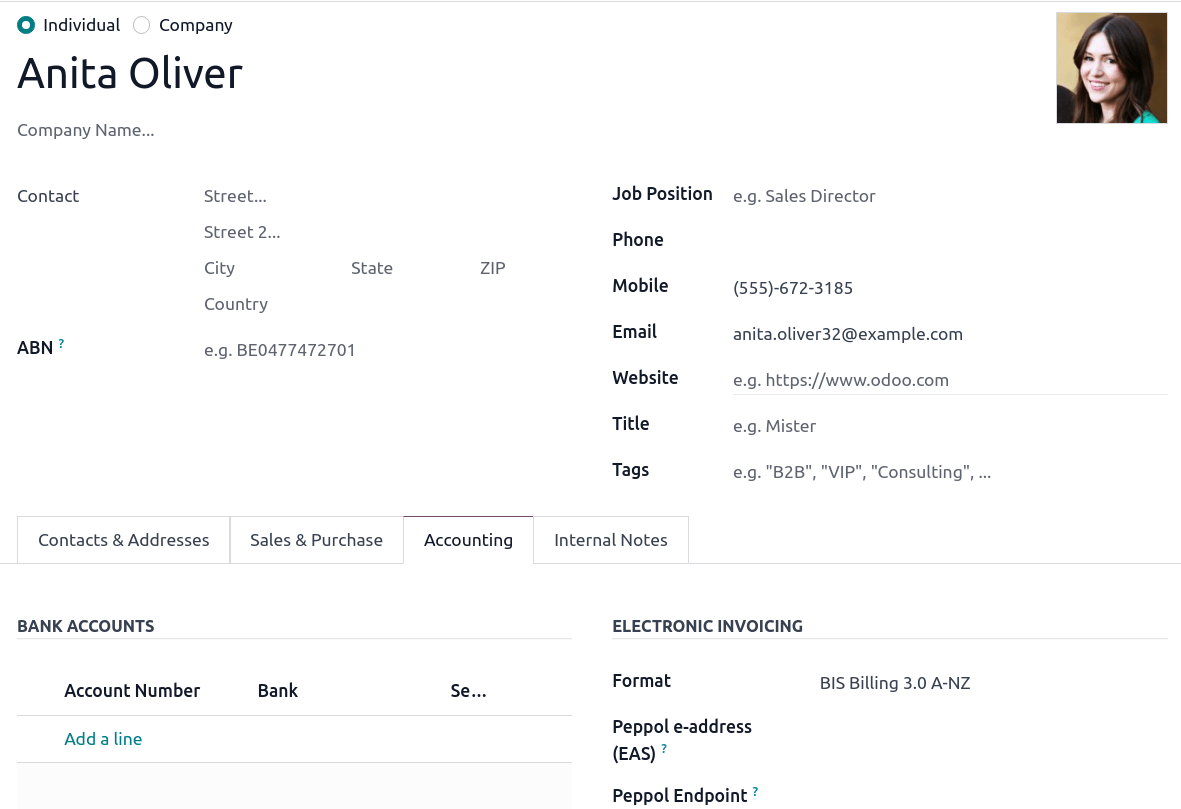 Individual Company
Anita Oliver
Company Name...
Contact
Street...
Street 2...
City State ZIP
Country
ABN ?
e.g. BE0477472701
Job Position e.g. Sales Director
Phone
Mobile (555)-672-3185
Email anita.oliver32@example.com
Website e.g. https://www.odoo.com
Title e.g. Mister
Tags e.g. "B2B", "VIP", "Consulting", ...
Contacts & Addresses Sales & Purchase Accounting Internal Notes
BANK ACCOUNTS
Account Number Bank Se...
Add a line
ELECTRONIC INVOICING
Format BIS Billing 3.0 A-NZ
Peppol e-address
(EAS) ?
Peppol Endpoint ?